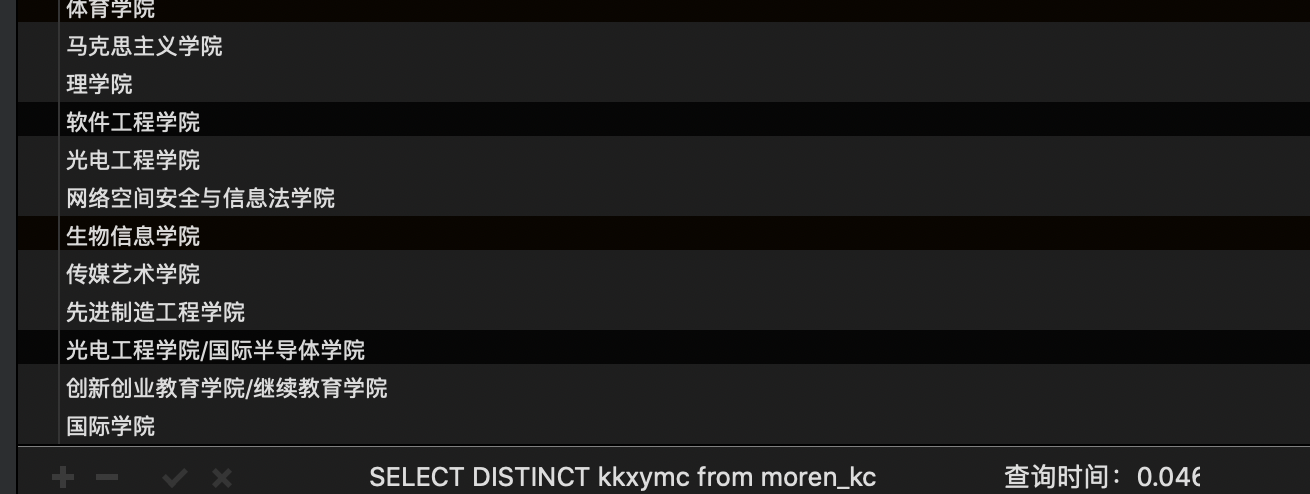 体育学院
马克思主义学院
理学院
软件工程学院
光电工程学院
网络空间安全与信息法学院
生物信息学院
传媒艺术学院
先进制造工程学院
光电工程学院/国际半导体学院
创新创业教育学院/继续教育学院
国际学院
SELECT DISTINCT kkxymc from moren_kc 查询时间：0.046